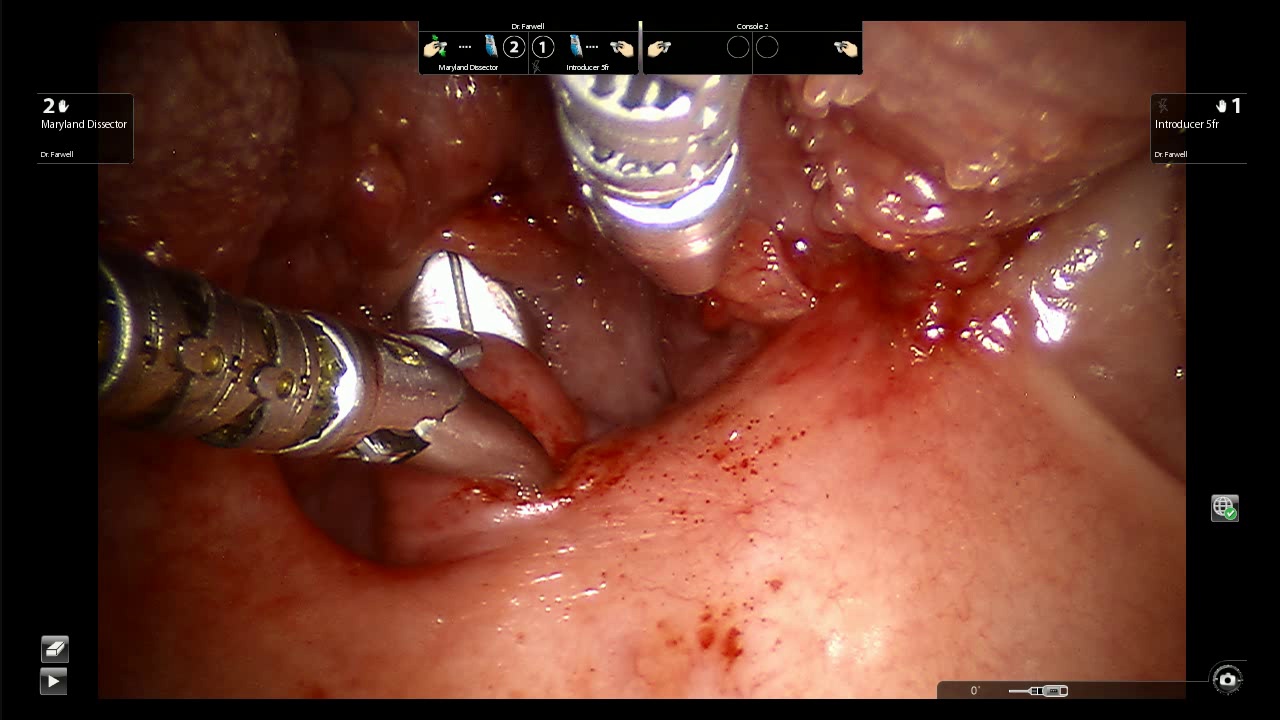 Dr. Farwell
Console 2
2
1
Maryland Dissector
Introducer 5fr
2
Maryland Dissector
Dr. Farwell
1
Introducer 5fr
Dr. Farwell
0°